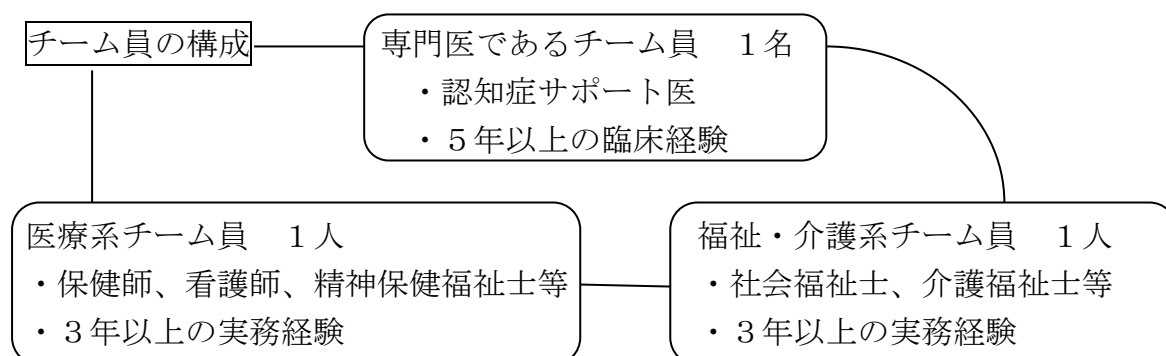 チーム員の構成
専門医であるチーム員　１名
・認知症サポート医
・５年以上の臨床経験
医療系チーム員　１人
・保健師、看護師、精神保健福祉士等
・３年以上の実務経験
福祉・介護系チーム員　１人
・社会福祉士、介護福祉士等
・３年以上の実務経験